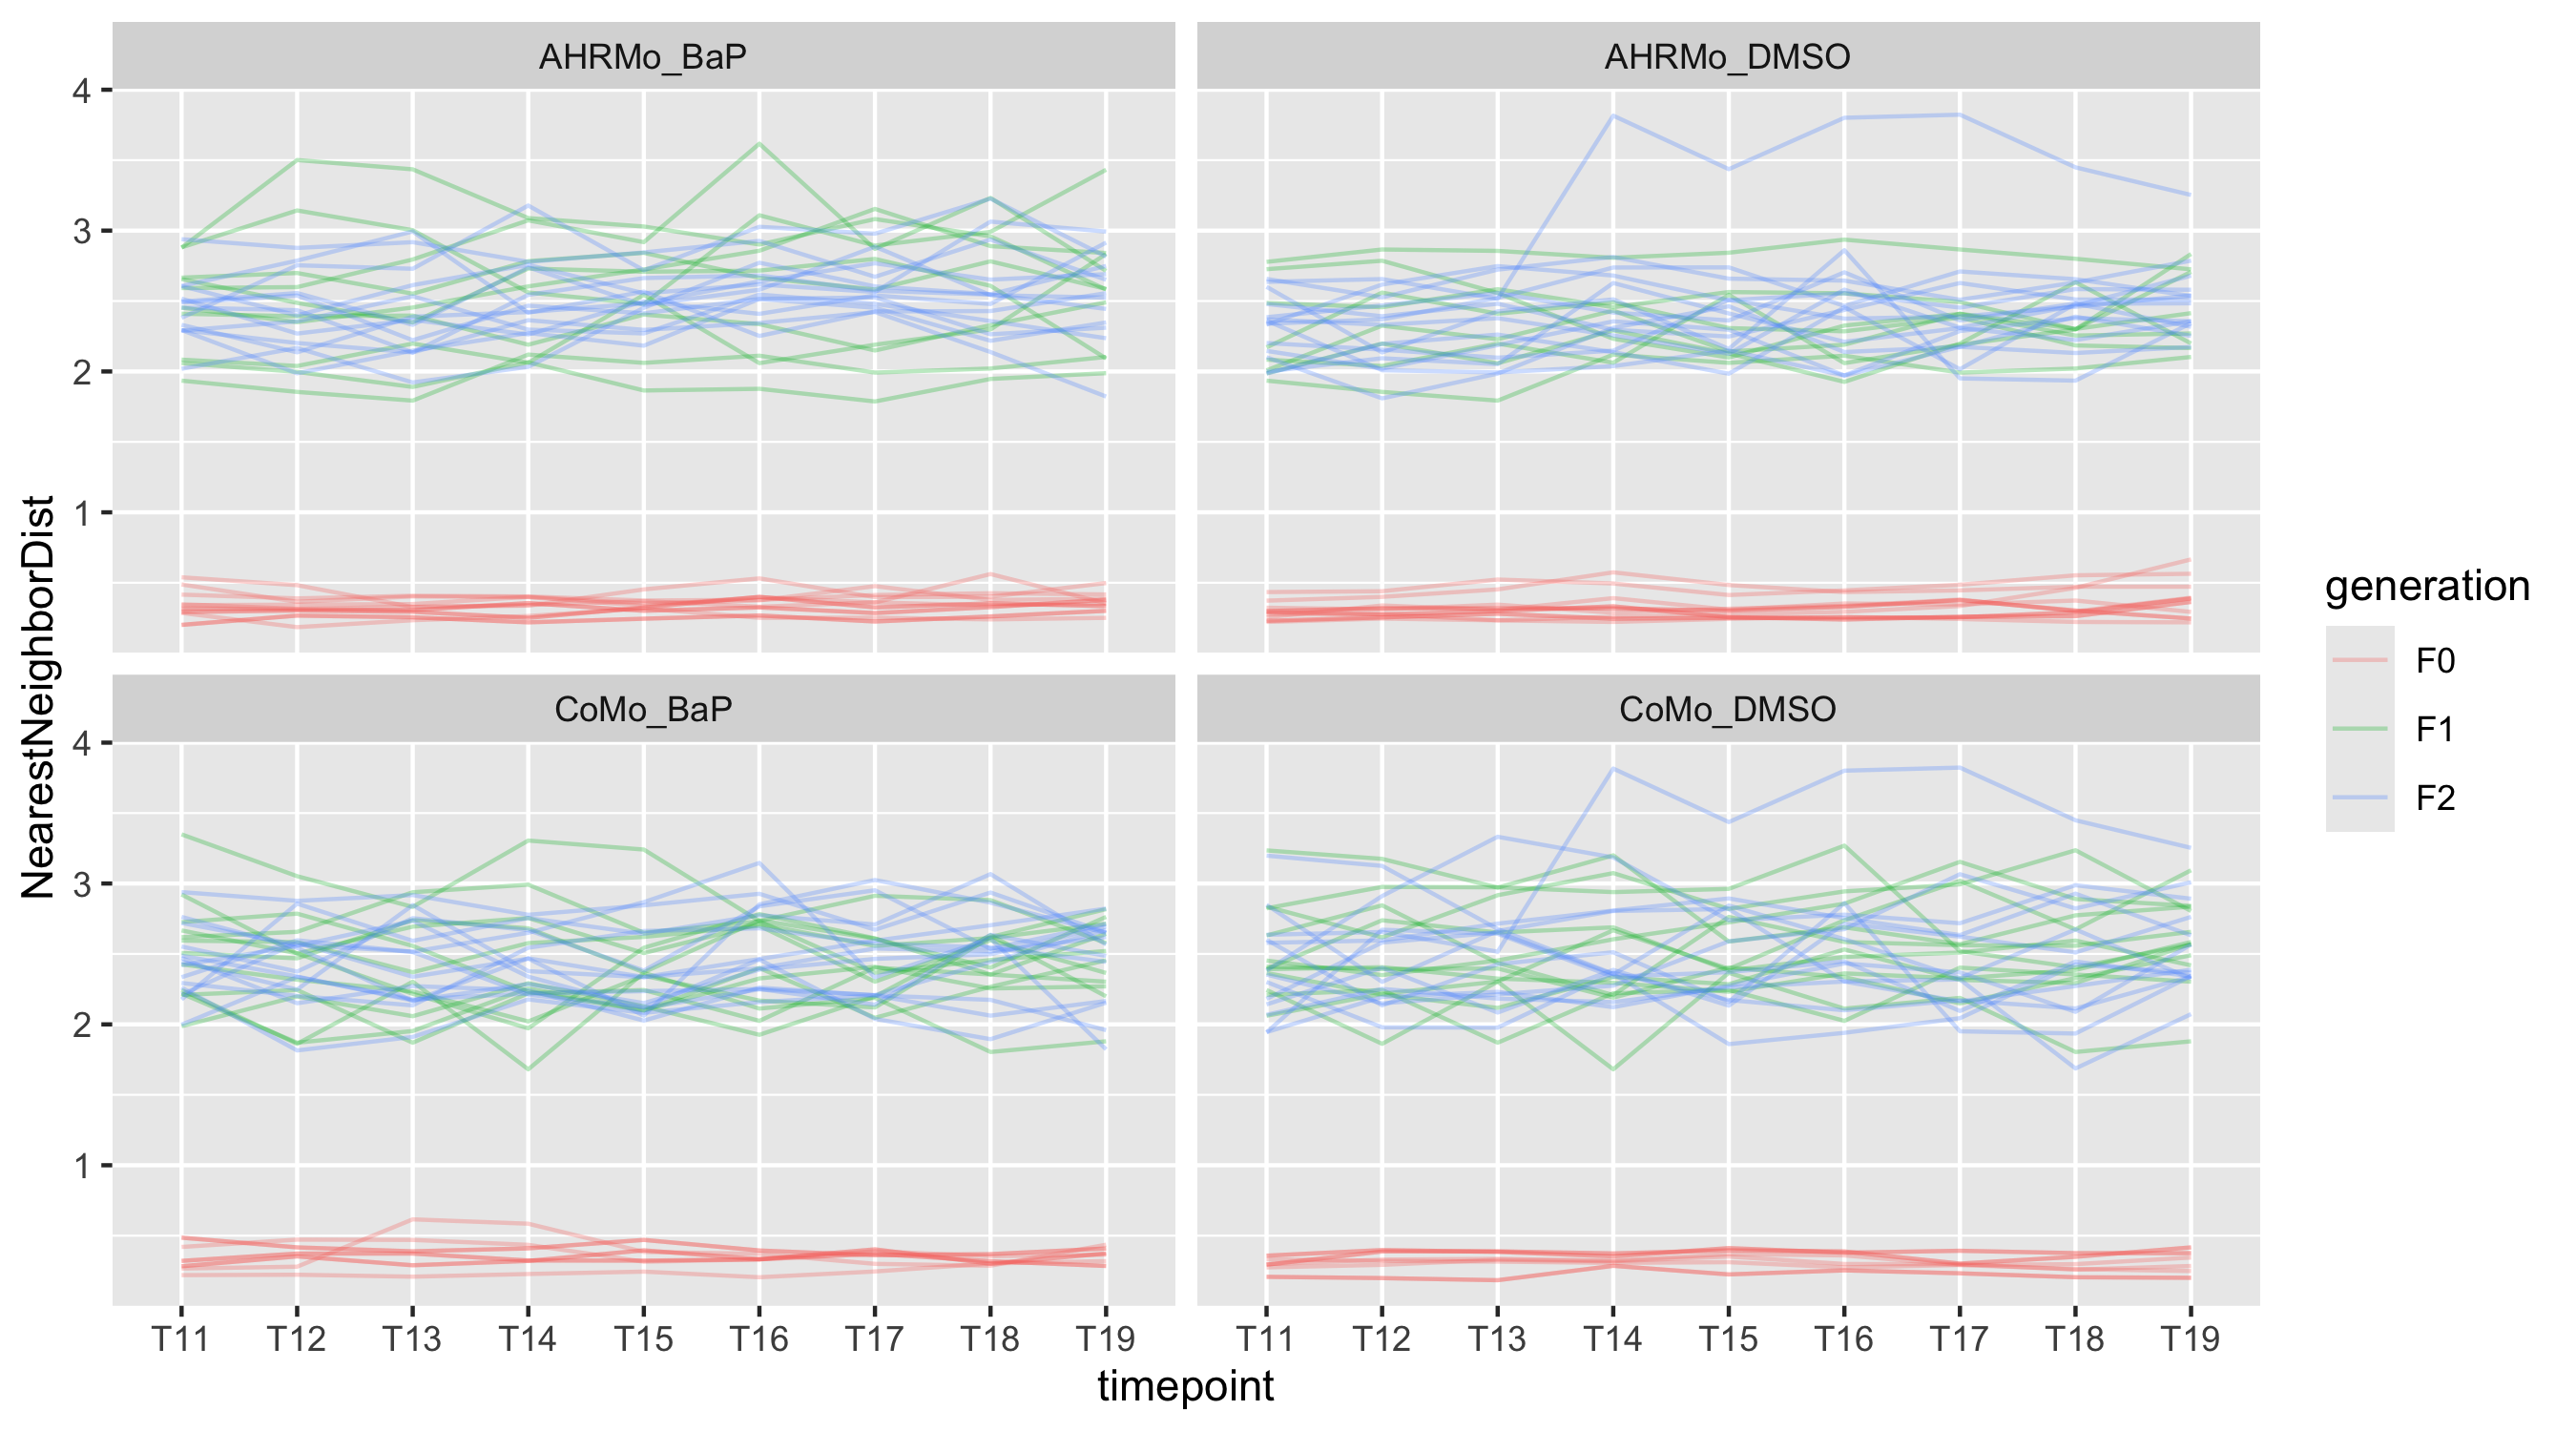 AHRMo_BaP
AHRMo_DMSO
4
3
2
1
CoMo_BaP
CoMo_DMSO
4
3
2
1
NearestNeighborDist
T11 T12 T13 T14 T15 T16 T17 T18 T19
T11 T12 T13 T14 T15 T16 T17 T18 T19
timepoint
generation
F0
F1
F2